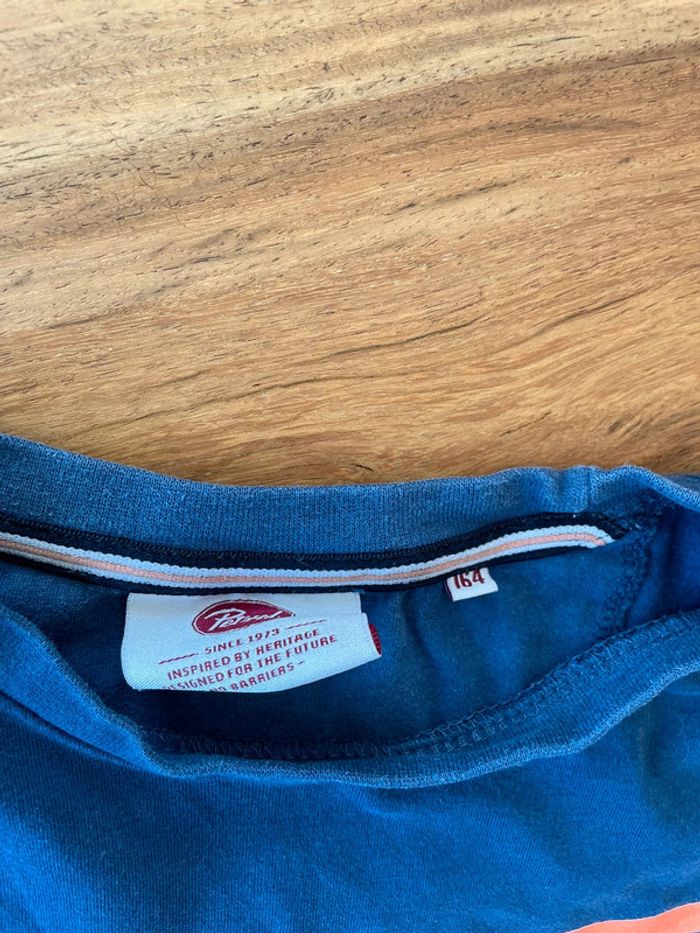 Petrol
SINCE 1973
INSPIRED BY HERITAGE
DESIGNED FOR THE FUTURE
BARRIERS-
164